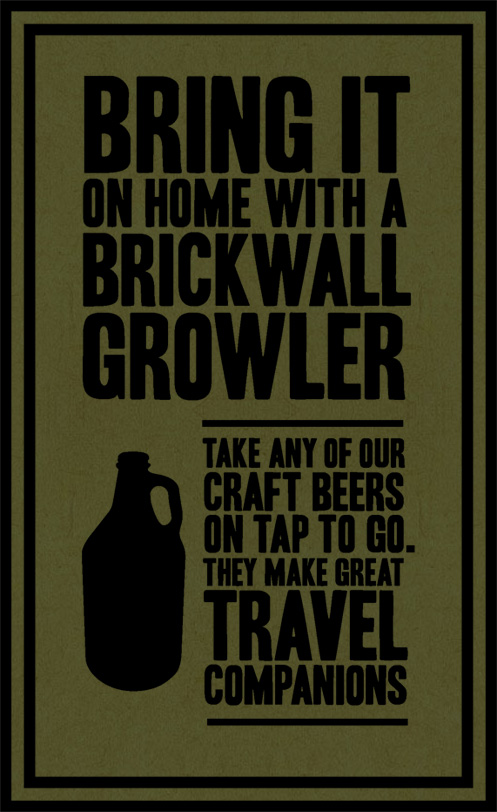 BRING IT
ON HOME WITH A
BRICKWALL
GROWLER
TAKE ANY OF OUR
CRAFT BEERS
ON TAP TO GO.
THEY MAKE GREAT
TRAVEL
COMPANIONS